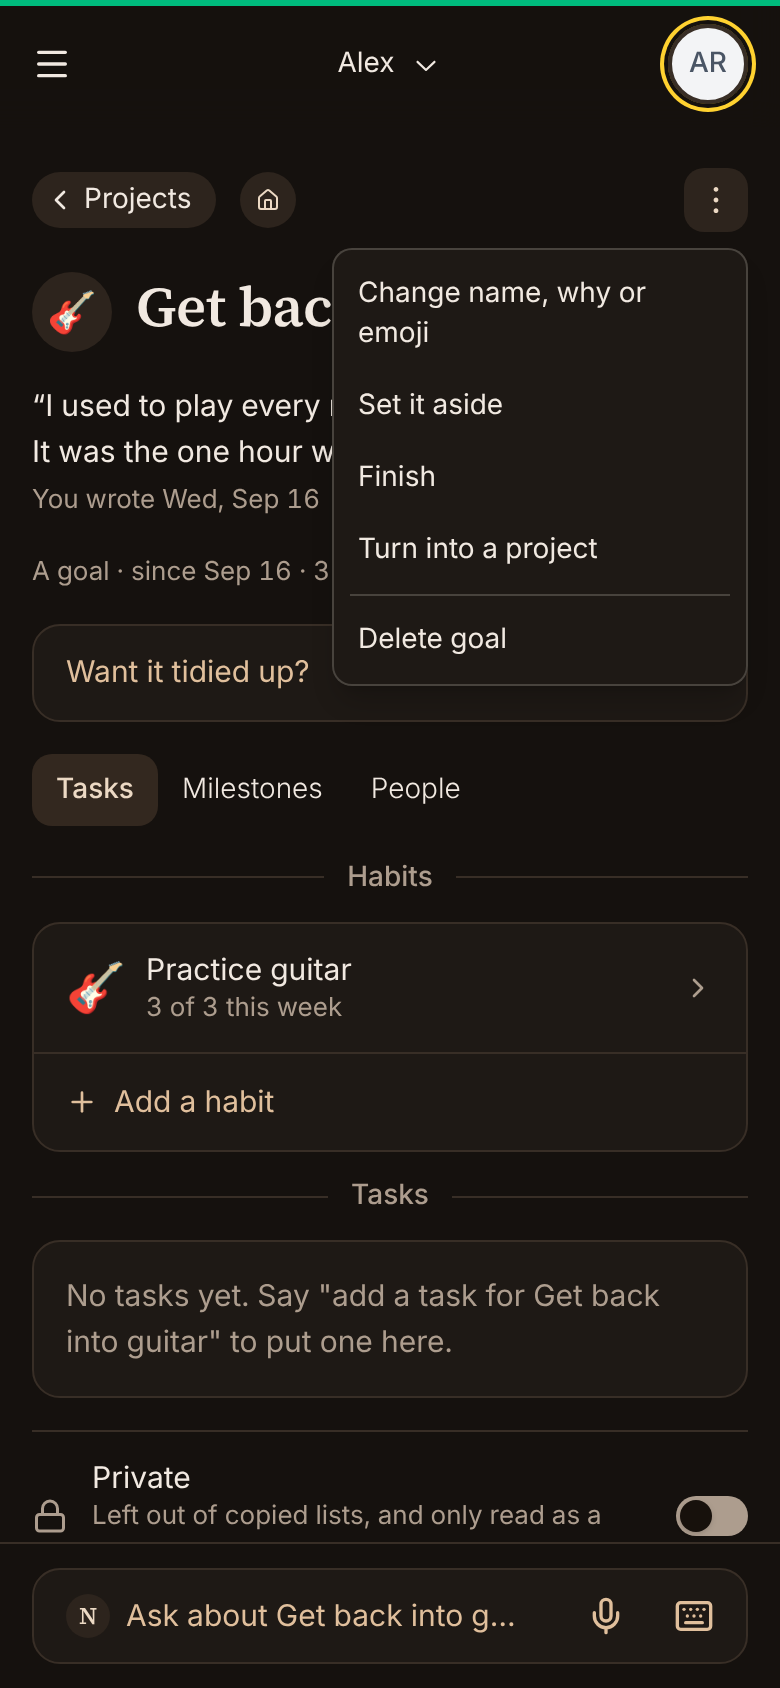 Alex
AR
Projects
Change name, why or
emoji
Set it aside
Finish
Turn into a project
Delete goal
Get bac
“I used to play every
It was the one hour w
You wrote Wed, Sep 16
A goal · since Sep 16 · 3
Want it tidied up?
Tasks
Milestones
People
Habits
Practice guitar
3 of 3 this week
Add a habit
Tasks
No tasks yet. Say "add a task for Get back
into guitar" to put one here.
Private
Left out of copied lists, and only read as a
N
Ask about Get back into g...